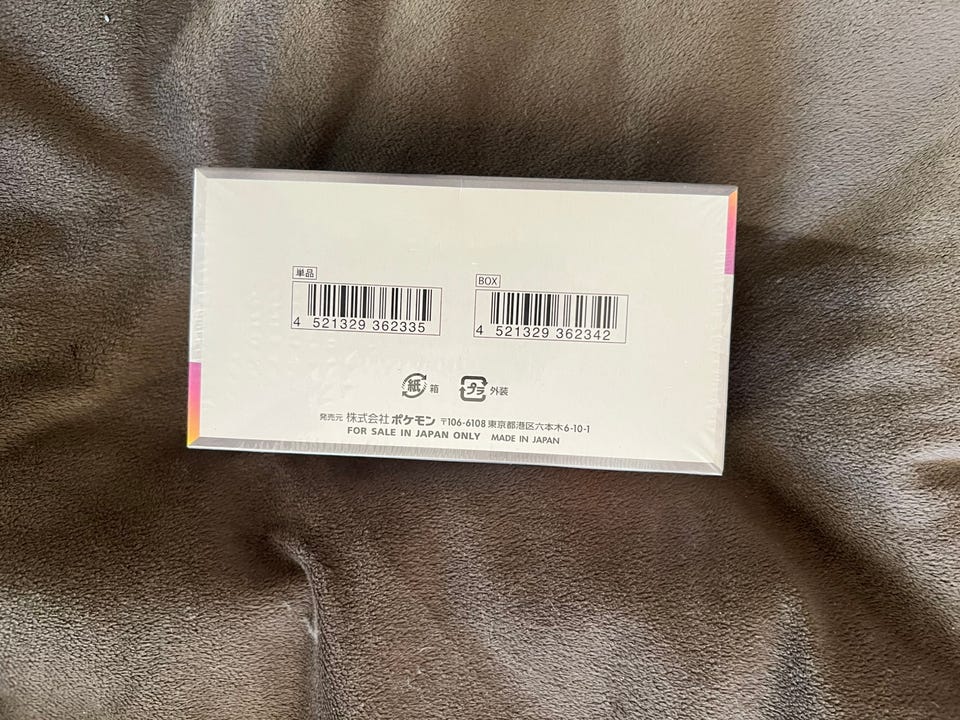 単品
4 521329 362335
BOX
4 521329 362342
紙 箱
プラ 外装
発売元 株式会社ポケモン 〒106-6108 東京都港区六本木6-10-1
FOR SALE IN JAPAN ONLY MADE IN JAPAN